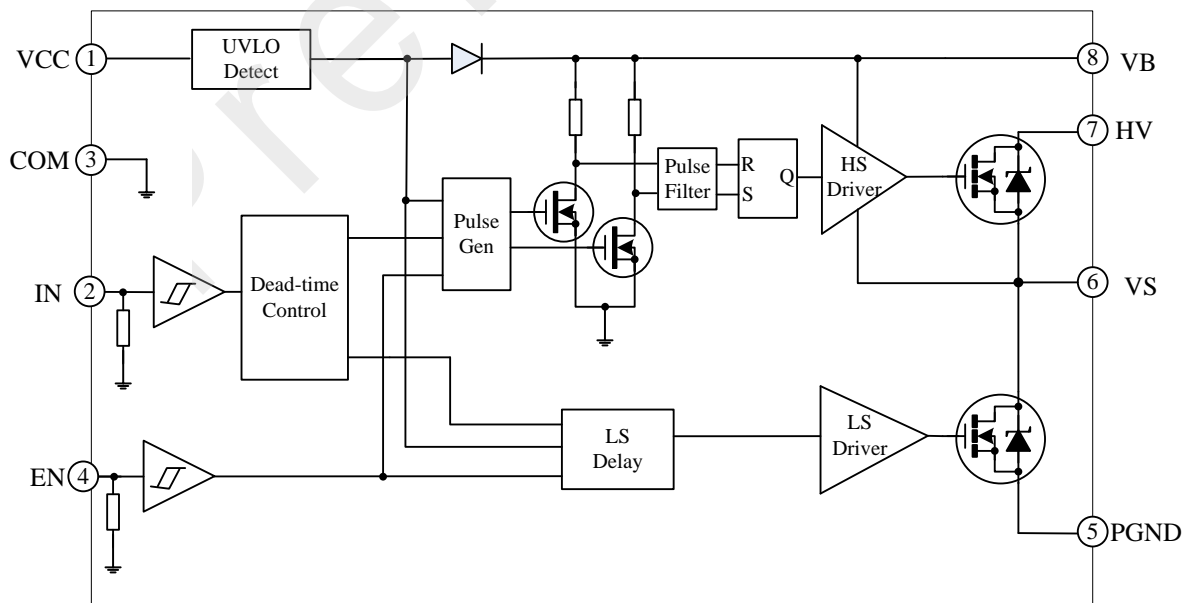 VCC 1
UVLO
Detect
8 VB
COM 3
7 HV
Pulse
Filter
R
S
Q
HS
Driver
Pulse
Gen
IN 2
Dead-time
Control
6 VS
EN 4
LS
Delay
LS
Driver
5 PGND